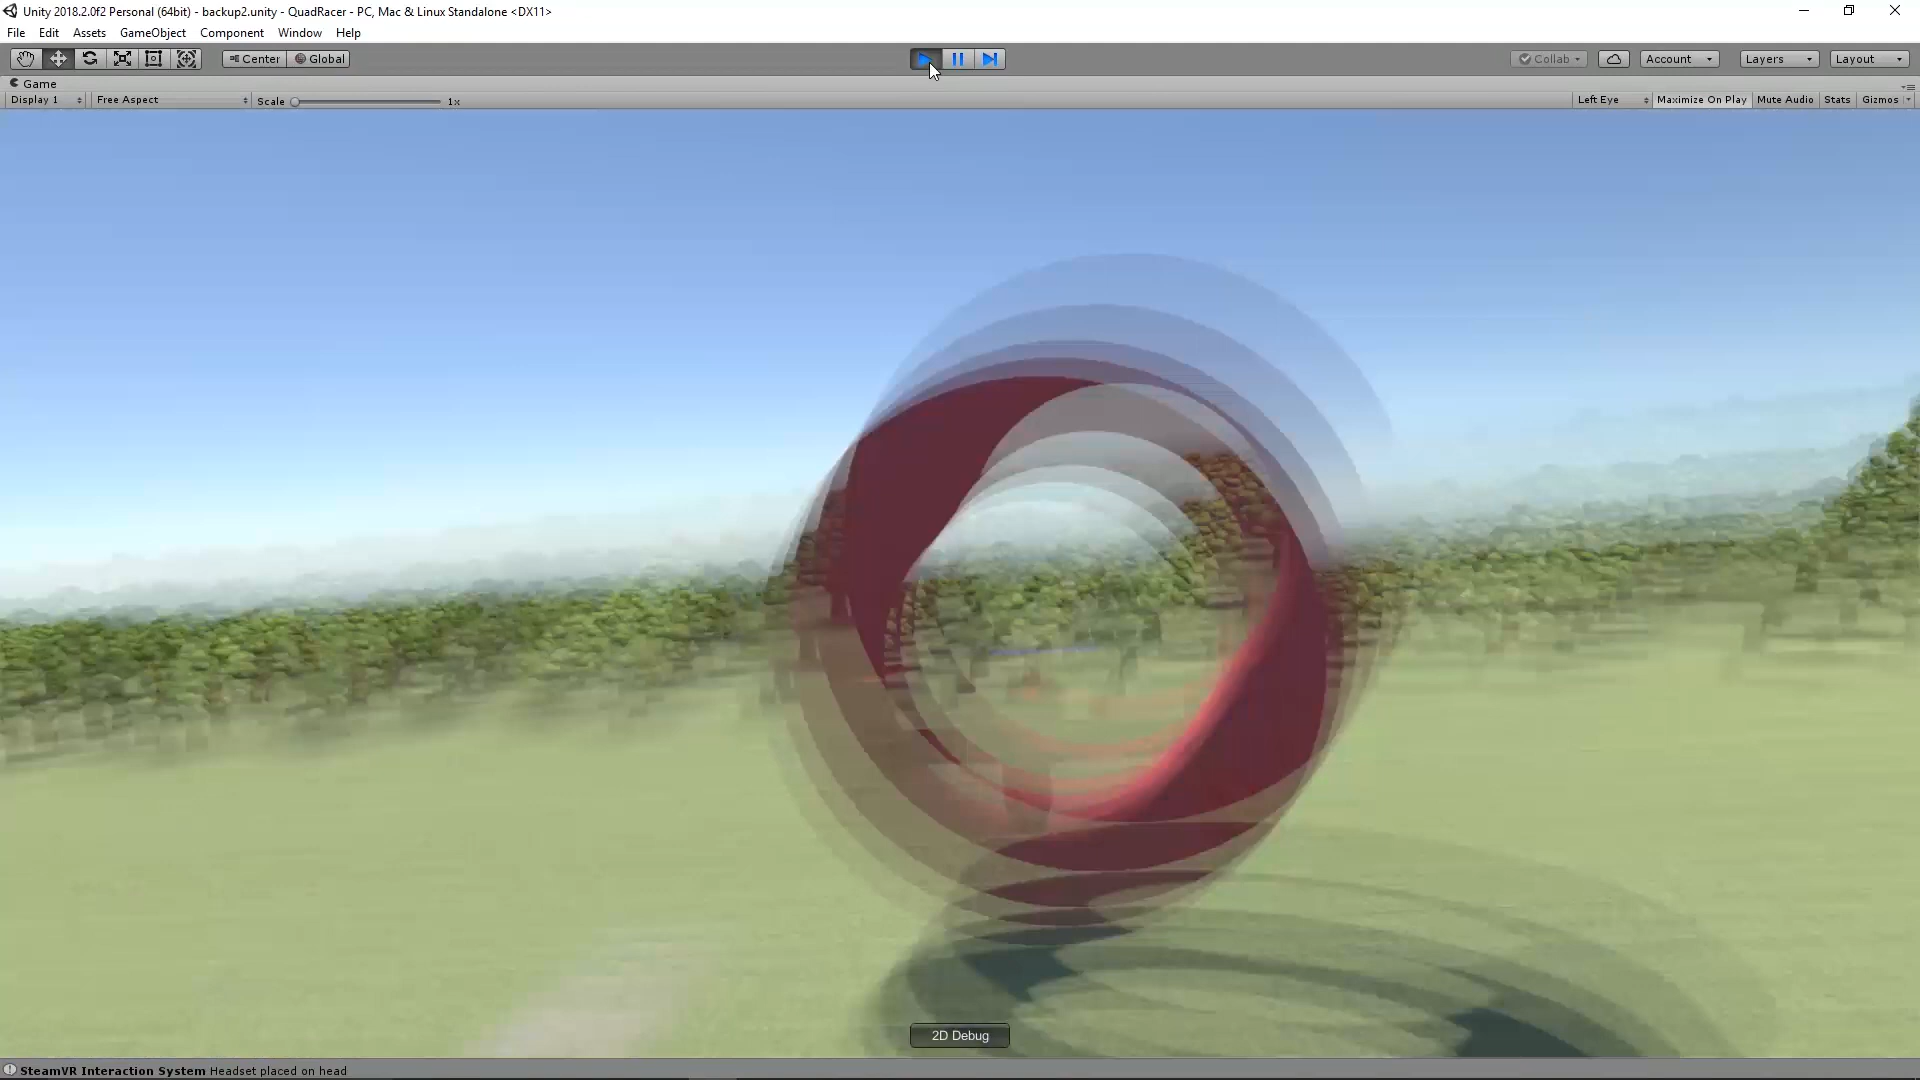 Unity 2018.2.0f2 Personal (64bit) - backup2.unity - QuadRacer - PC, Mac & Linux Standalone <DX11>
File Edit Assets GameObject Component Window Help
Center Global Collab Account Layers Layout
Game
Display 1 Free Aspect Scale 1x Left Eye Maximize On Play Mute Audio Stats Gizmos
2D Debug
SteamVR Interaction System Headset placed on head